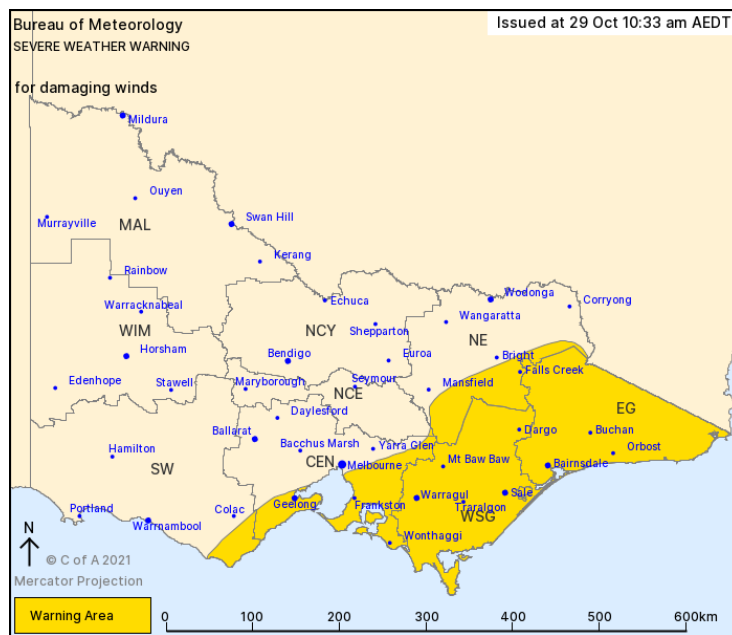 Bureau of Meteorology
Issued at 29 Oct 10:33 am AEDT
SEVERE WEATHER WARNING
for damaging winds
Mildura
Ouyen
Murrayville
MAL
Swan Hill
Kerang
Rainbow
Warracknabeal
WIM
Horsham
Edenhope
Stawell
Echuca
NCY
Shepparton
Bendigo
Euroa
Wodonga
Corryong
Wangaratta
NE
Bright
Falls Creek
Maryborough
Seymour
NCE
Mansfield
Daylesford
Ballarat
Bacchus Marsh
Yarra Glen
CEN
Melbourne
Hamilton
SW
Portland
Warrnambool
Colac
Geelong
Frankston
Mt Baw Baw
Dargo
EG
Buchan
Orbost
Bairnsdale
Warragul
Sale
Traralgon
WSG
Wonthaggi
N
© C of A 2021
Mercator Projection
Warning Area
0 100 200 300 400 500 600km